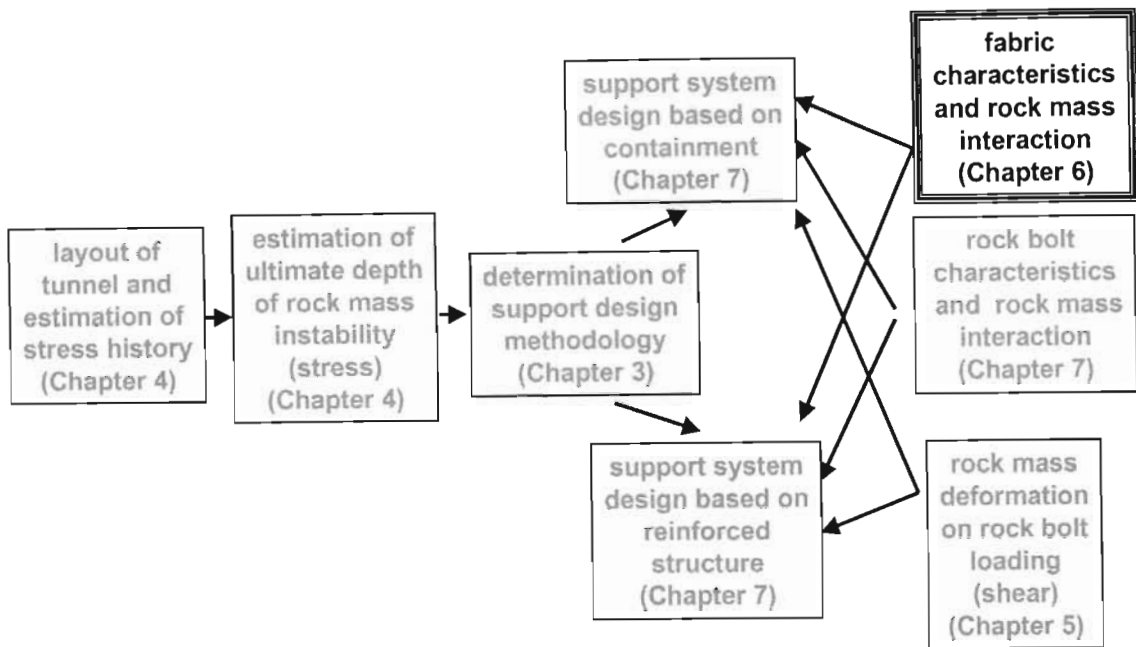 layout of
tunnel and
estimation of
stress history
(Chapter 4)
estimation of
ultimate depth
of rock mass
instability
(stress)
(Chapter 4)
determination of
support design
methodology
(Chapter 3)
support system
design based on
containment
(Chapter 7)
support system
design based on
reinforced
structure
(Chapter 7)
fabric
characteristics
and rock mass
interaction
(Chapter 6)
rock bolt
characteristics
and rock mass
interaction
(Chapter 7)
rock mass
deformation
on rock bolt
loading
(shear)
(Chapter 5)